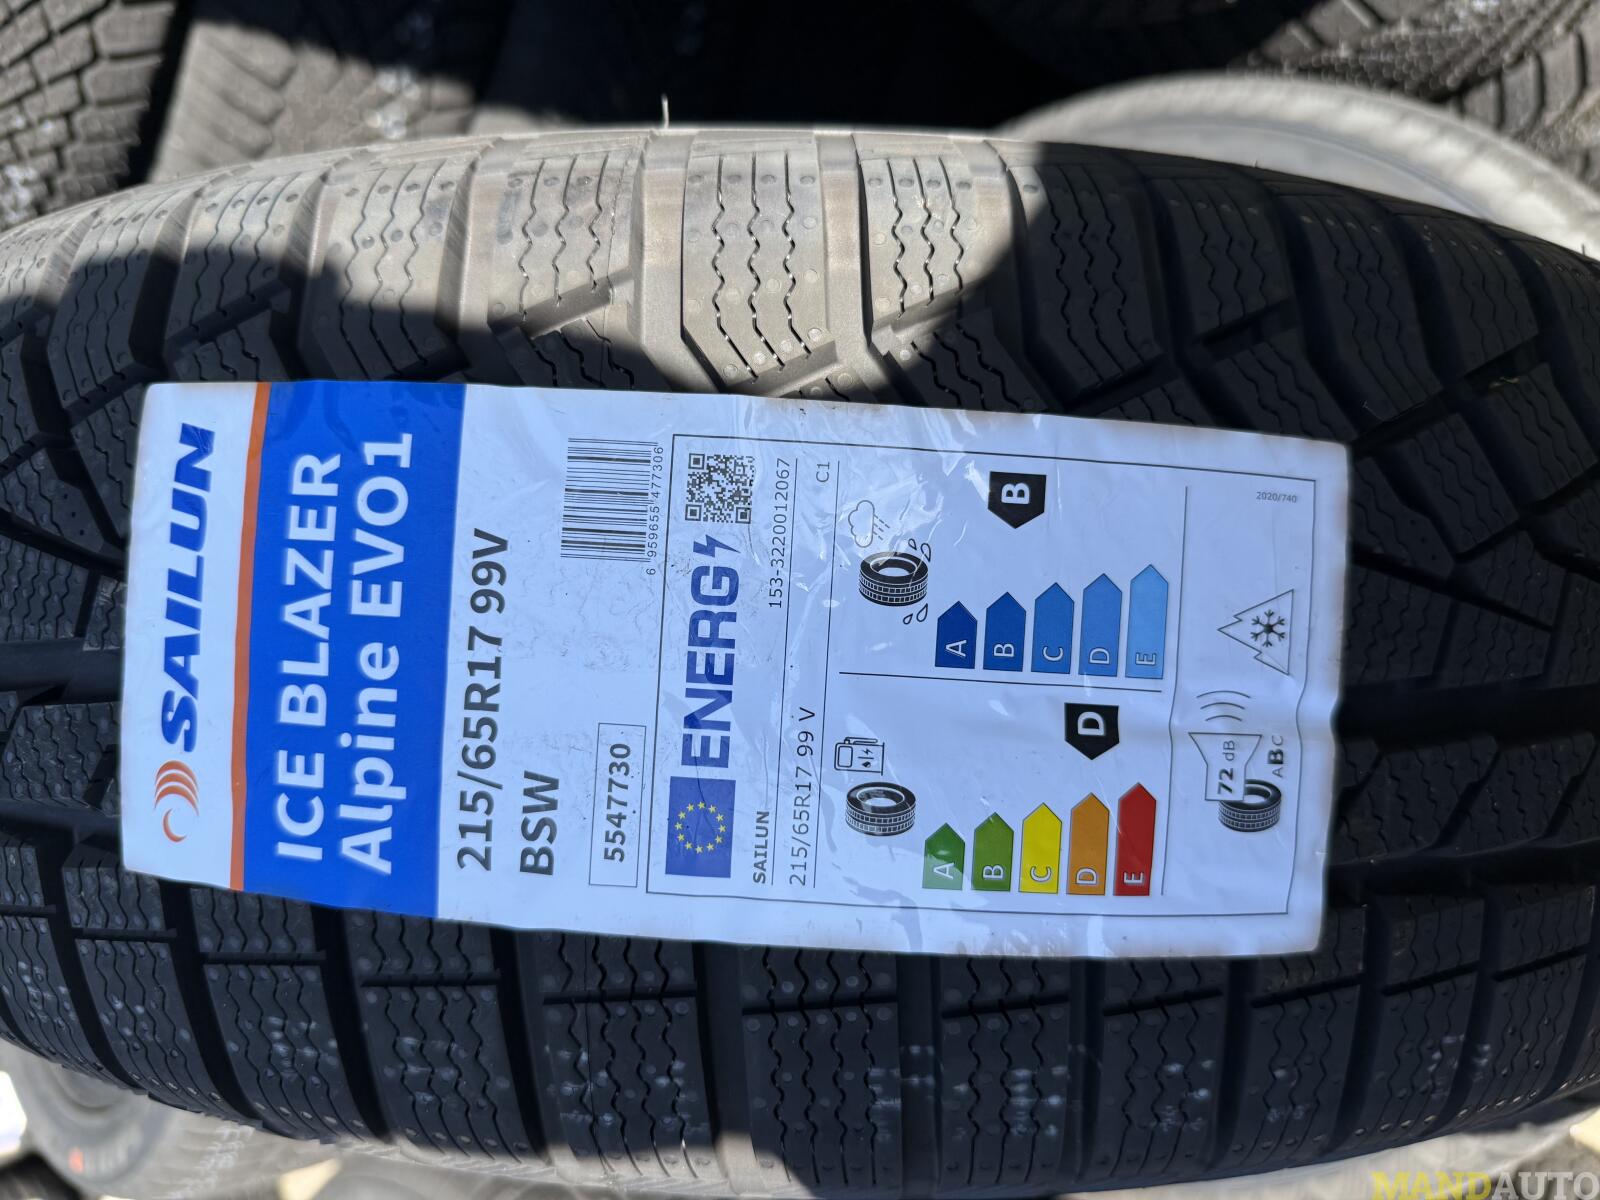 SAILUN
ICE BLAZER
Alpine EVO1
215/65R17 99V
BSW
5547730
6 959655 477306
ENERG
SAILUN
153-3220012067
215/65R17 99 V
C1
B
A
B
C
D
E
D
A
B
C
D
E
2020/740
72 dB
ABC
MANDAUTO